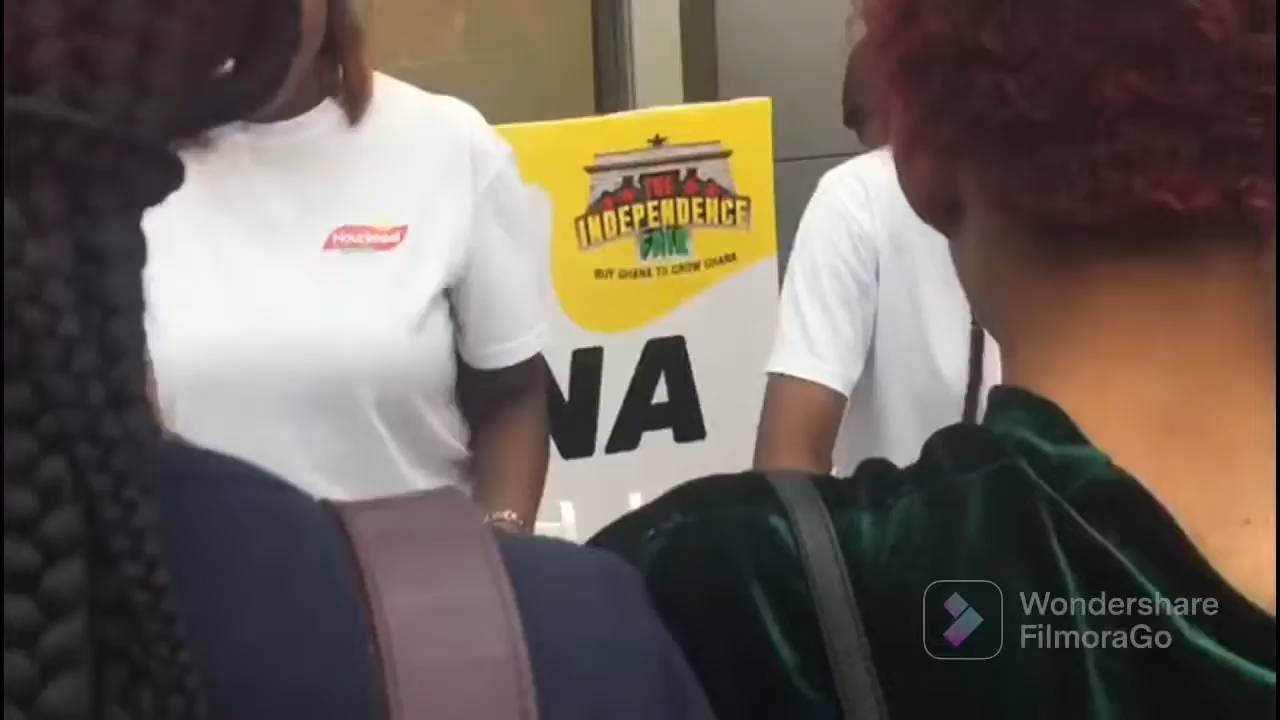 THE
INDEPENDENCE
FAIR
BUY GHANA TO GROW GHANA
NA
Wondershare
FilmoraGo